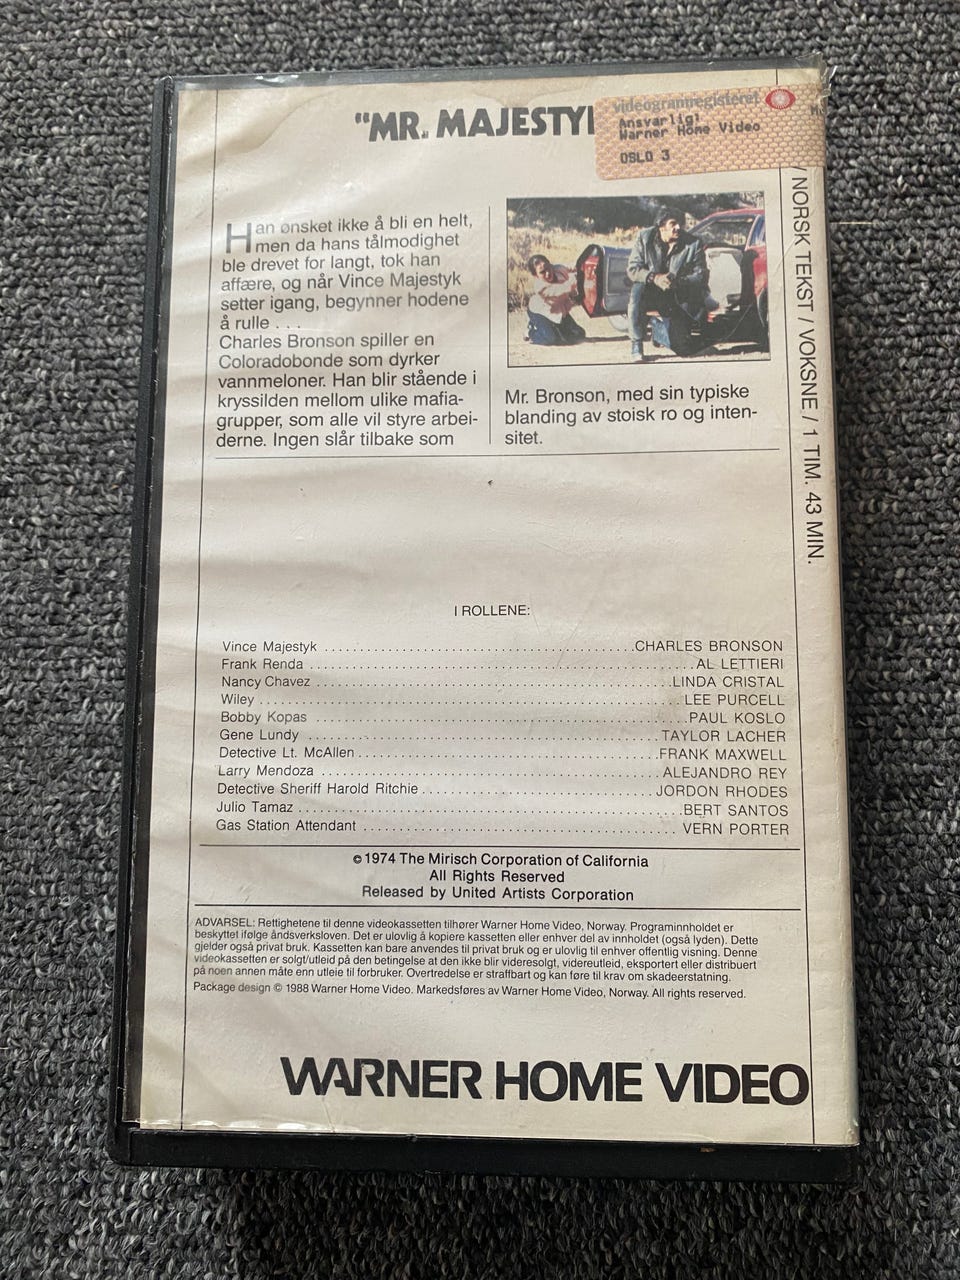 "MR. MAJESTYK
videogramregisteret
Ansvarlig:
Warner Home Video
OSLO 3
/ NORSK TEKST / VOKSNE / 1 TIM. 43 MIN.
Han ønsket ikke å bli en helt,
men da hans tålmodighet
ble drevet for langt, tok han
affære, og når Vince Majestyk
setter igang, begynner hodene
å rulle . . .
Charles Bronson spiller en
Coloradobonde som dyrker
vannmeloner. Han blir stående i
kryssilden mellom ulike mafia-
grupper, som alle vil styre arbei-
derne. Ingen slår tilbake som
Mr. Bronson, med sin typiske
blanding av stoisk ro og inten-
sitet.
I ROLLENE:
Vince Majestyk ... CHARLES BRONSON
Frank Renda ... AL LETTIERI
Nancy Chavez ... LINDA CRISTAL
Wiley ... LEE PURCELL
Bobby Kopas ... PAUL KOSLO
Gene Lundy ... TAYLOR LACHER
Detective Lt. McAllen ... FRANK MAXWELL
Larry Mendoza ... ALEJANDRO REY
Detective Sheriff Harold Ritchie ... JORDON RHODES
Julio Tamaz ... BERT SANTOS
Gas Station Attendant ... VERN PORTER
© 1974 The Mirisch Corporation of California
All Rights Reserved
Released by United Artists Corporation
ADVARSEL: Rettighetene til denne videokassetten tilhører Warner Home Video, Norway. Programinnholdet er
beskyttet ifølge åndsverksloven. Det er ulovlig å kopiere kassetten eller enhver del av innholdet (også lyden). Dette
gjelder også privat bruk. Kassetten kan bare anvendes til privat bruk og er ulovlig til enhver offentlig visning. Denne
videokassetten er solgt/utleid på den betingelse at den ikke blir videresolgt, videreutleid, eksportert eller distribuert
på noen annen måte enn utleie til forbruker. Overtredelse er straffbart og kan føre til krav om skadeerstatning.
Package design © 1988 Warner Home Video. Markedsføres av Warner Home Video, Norway. All rights reserved.
WARNER HOME VIDEO